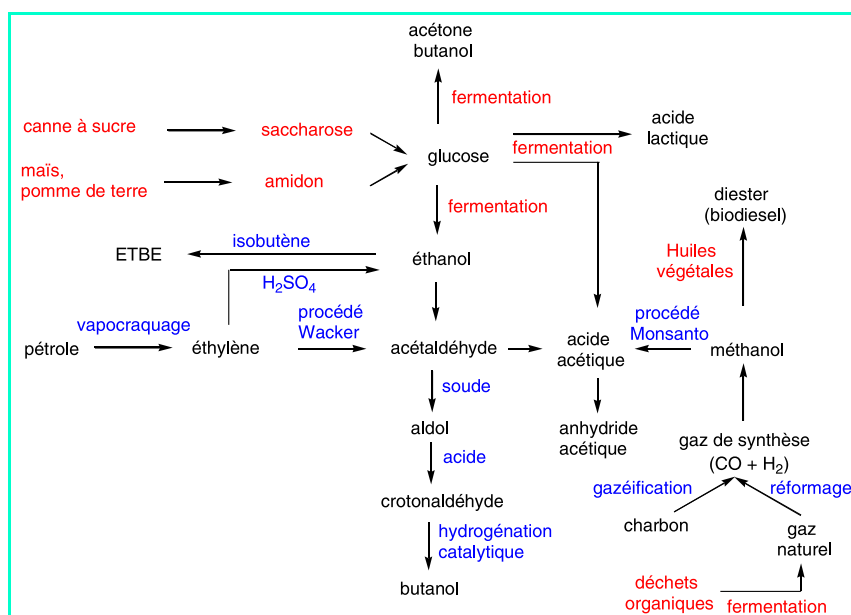 acétone
butanol
fermentation
canne à sucre
saccharose
acide
lactique
fermentation
glucose
maïs,
pomme de terre
amidon
diester
(biodiesel)
fermentation
Huiles
végétales
isobutène
ETBE
éthanol
H₂SO₄
vapocraquage
procédé
Wacker
procédé
Monsanto
pétrole
éthylène
acétaldéhyde
acide
acétique
méthanol
soude
aldol
anhydride
acétique
gaz de synthèse
(CO + H₂)
acide
gazéification
réformage
crotonaldéhyde
charbon
gaz
naturel
hydrogénation
catalytique
butanol
déchets
organiques
fermentation